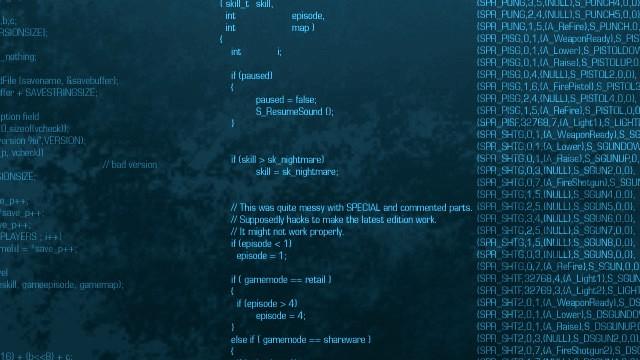 ,b,c;
RSIONSIZE];
_nothing;
dFile (savename, &savebuffer);
ffer + SAVESTRINGSIZE;
ption field
0,sizeof(vcheck));
version %i",VERSION);
p, vcheck))
// bad version
SIONSIZE;
e_p++;
*save_p++;
save_p++;
PLAYERS ; i++)
me[i] = *save_p++;
vel
skill, gameepisode, gamemap);
16) + (b<<8) + c;
( skill_t skill,
int episode,
int map )
{
int i;
if (paused)
{
paused = false;
S_ResumeSound ();
}
if (skill > sk_nightmare)
skill = sk_nightmare;
// This was quite messy with SPECIAL and commented parts.
// Supposedly hacks to make the latest edition work.
// It might not work properly.
if (episode < 1)
episode = 1;
if ( gamemode == retail )
{
if (episode > 4)
episode = 4;
}
else if ( gamemode == shareware )
{
{SPR_PUNG,3,5,{NULL},S_PUNCH4,0,0},
{SPR_PUNG,2,4,{NULL},S_PUNCH5,0,0},
{SPR_PUNG,1,5,{A_ReFire},S_PUNCH,0,
{SPR_PISG,0,1,{A_WeaponReady},S_PI
{SPR_PISG,0,1,{A_Lower},S_PISTOLDO
{SPR_PISG,0,1,{A_Raise},S_PISTOLUP,0
{SPR_PISG,0,4,{NULL},S_PISTOL2,0,0},
{SPR_PISG,1,6,{A_FirePistol},S_PISTOL3
{SPR_PISG,2,4,{NULL},S_PISTOL4,0,0},
{SPR_PISG,1,5,{A_ReFire},S_PISTOL,0,0
{SPR_PISF,32768,7,{A_Light1},S_LIGHT
{SPR_SHTG,0,1,{A_WeaponReady},S_SG
{SPR_SHTG,0,1,{A_Lower},S_SGUNDOW
{SPR_SHTG,0,1,{A_Raise},S_SGUNUP,0
{SPR_SHTG,0,3,{NULL},S_SGUN2,0,0},
{SPR_SHTG,0,7,{A_FireShotgun},S_SGU
{SPR_SHTG,1,5,{NULL},S_SGUN4,0,0},
{SPR_SHTG,2,5,{NULL},S_SGUN5,0,0},
{SPR_SHTG,3,4,{NULL},S_SGUN6,0,0},
{SPR_SHTG,2,5,{NULL},S_SGUN7,0,0},
{SPR_SHTG,1,5,{NULL},S_SGUN8,0,0},
{SPR_SHTG,0,3,{NULL},S_SGUN9,0,0},
{SPR_SHTG,0,7,{A_ReFire},S_SGUN,0,0
{SPR_SHTF,32768,4,{A_Light1},S_SGUN
{SPR_SHTF,32769,3,{A_Light2},S_LIGH
{SPR_SHT2,0,1,{A_WeaponReady},S_DS
{SPR_SHT2,0,1,{A_Lower},S_DSGUNDO
{SPR_SHT2,0,1,{A_Raise},S_DSGUNUP
{SPR_SHT2,0,3,{NULL},S_DSGUN2,0,0
{SPR_SHT2,0,7,{A_FireShotgun2},S_DS